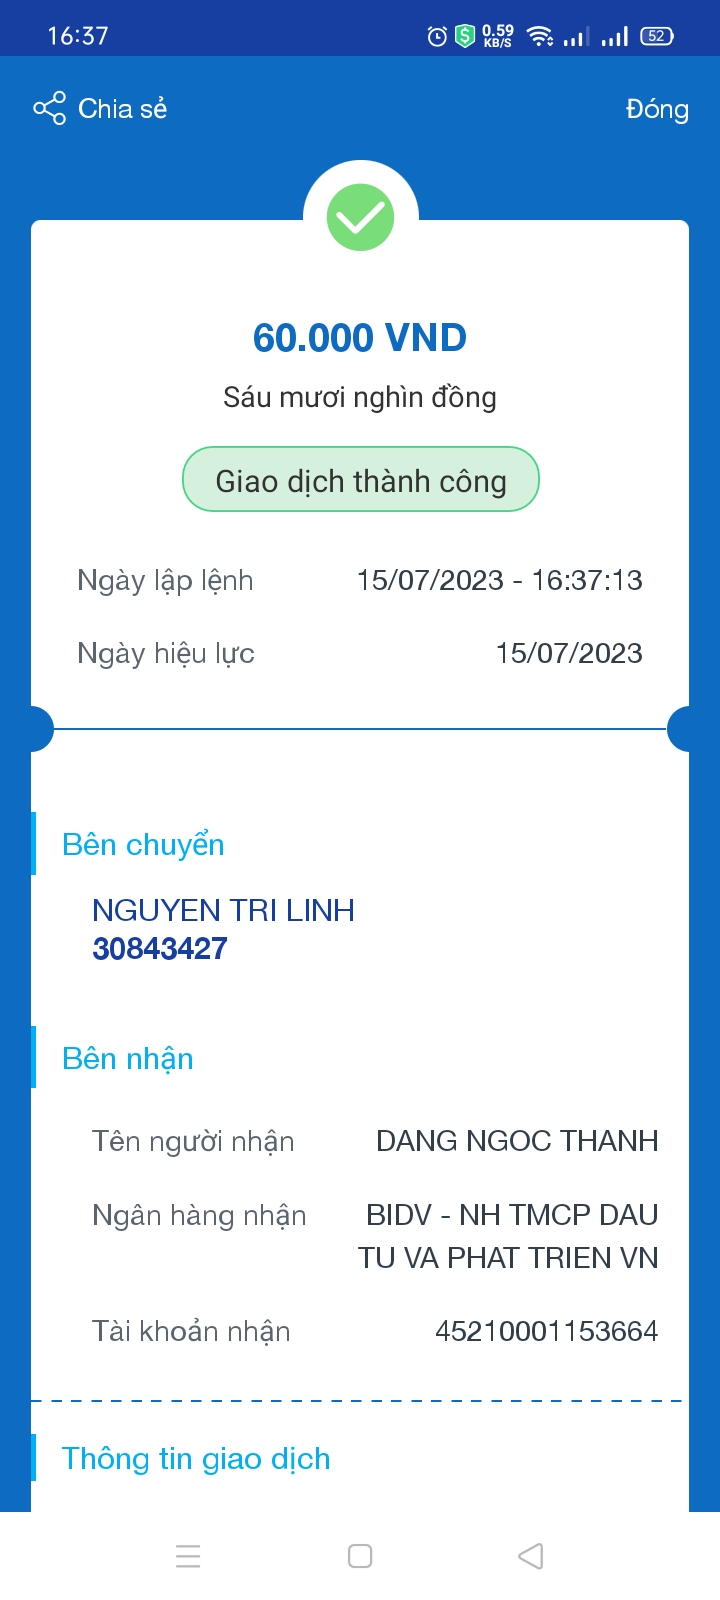 16:37
0.59
KB/S
52
Chia sẻ
Đóng
60.000 VND
Sáu mươi nghìn đồng
Giao dịch thành công
Ngày lập lệnh 15/07/2023 - 16:37:13
Ngày hiệu lực 15/07/2023
Bên chuyển
NGUYEN TRI LINH
30843427
Bên nhận
Tên người nhận DANG NGOC THANH
Ngân hàng nhận BIDV - NH TMCP DAU
TU VA PHAT TRIEN VN
Tài khoản nhận 45210001153664
Thông tin giao dịch